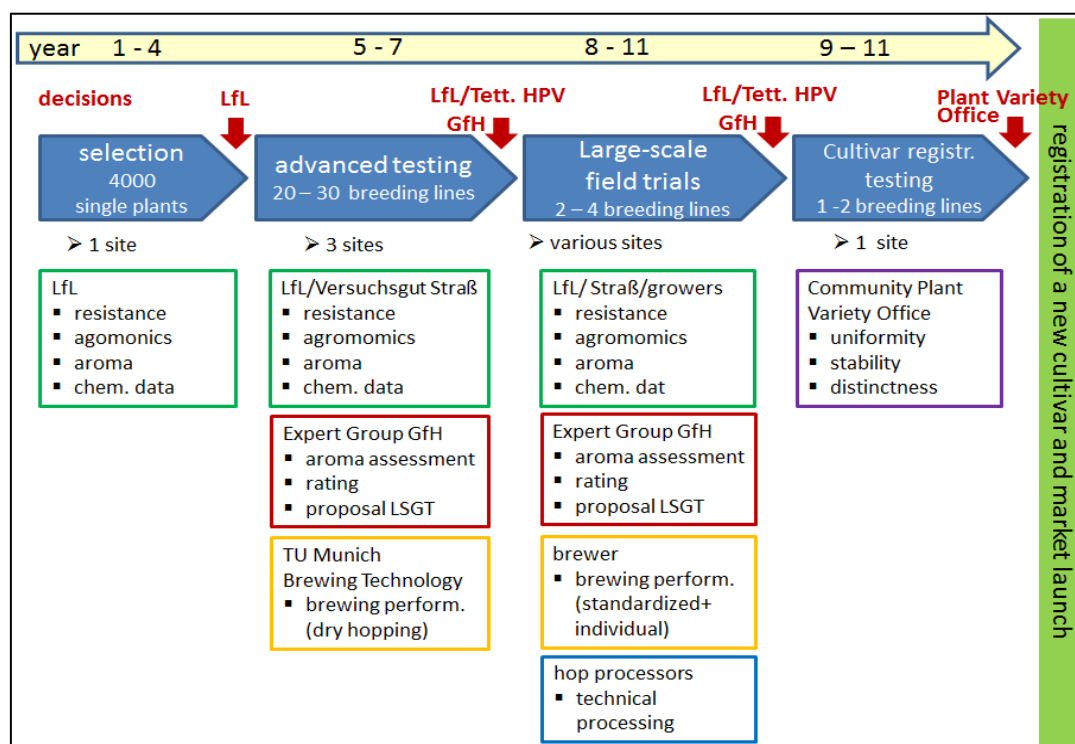 year 1 - 4 5 - 7 8 - 11 9 – 11
decisions LfL LfL/Tett. HPV LfL/Tett. HPV Plant Variety
GfH GfH Office
selection
4000
single plants
advanced testing
20 – 30 breeding lines
Large-scale
field trials
2 – 4 breeding lines
Cultivar registr.
testing
1 -2 breeding lines
➢ 1 site
➢ 3 sites
➢ various sites
➢ 1 site
LfL
▪ resistance
▪ agomonics
▪ aroma
▪ chem. data
LfL/Versuchsgut Straß
▪ resistance
▪ agromomics
▪ aroma
▪ chem. data
LfL/ Straß/growers
▪ resistance
▪ agromomics
▪ aroma
▪ chem. dat
Community Plant
Variety Office
▪ uniformity
▪ stability
▪ distinctness
Expert Group GfH
▪ aroma assessment
▪ rating
▪ proposal LSGT
Expert Group GfH
▪ aroma assessment
▪ rating
▪ proposal LSGT
TU Munich
Brewing Technology
▪ brewing perform.
(dry hopping)
brewer
▪ brewing perform.
(standardized+
individual)
hop processors
▪ technical
processing
registration of a new cultivar and market launch